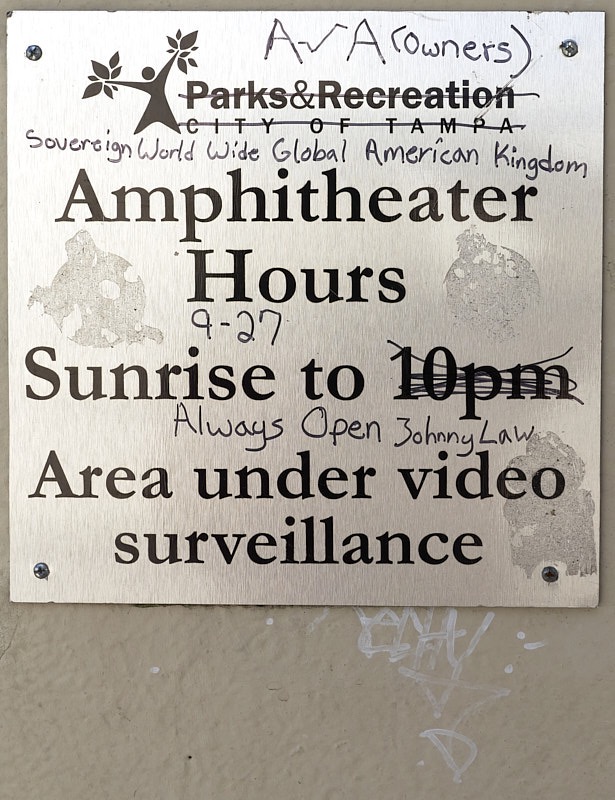 A-√A (owners)
Parks&Recreation
CITY OF TAMPA
Sovereign World Wide Global American Kingdom
Amphitheater
Hours
9-27
Sunrise to 10pm
Always Open Johnny Law
Area under video
surveillance